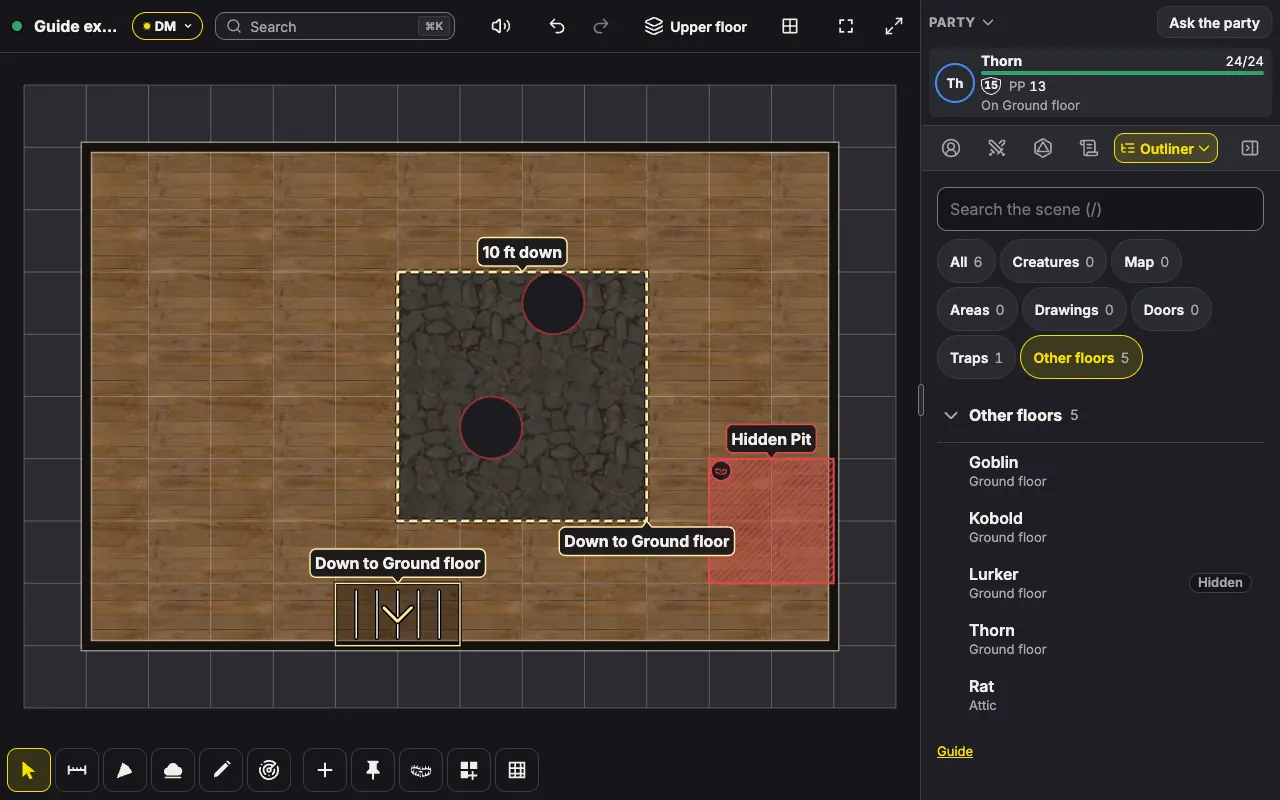 Guide ex...
DM
Search
⌘K
Upper floor
PARTY
Ask the party
Th
Thorn
24/24
15
PP 13
On Ground floor
Outliner
Search the scene (/)
All 6
Creatures 0
Map 0
Areas 0
Drawings 0
Doors 0
Traps 1
Other floors 5
Other floors 5
Goblin
Ground floor
Kobold
Ground floor
Lurker
Ground floor
Hidden
Thorn
Ground floor
Rat
Attic
Guide
10 ft down
Hidden Pit
Down to Ground floor
Down to Ground floor